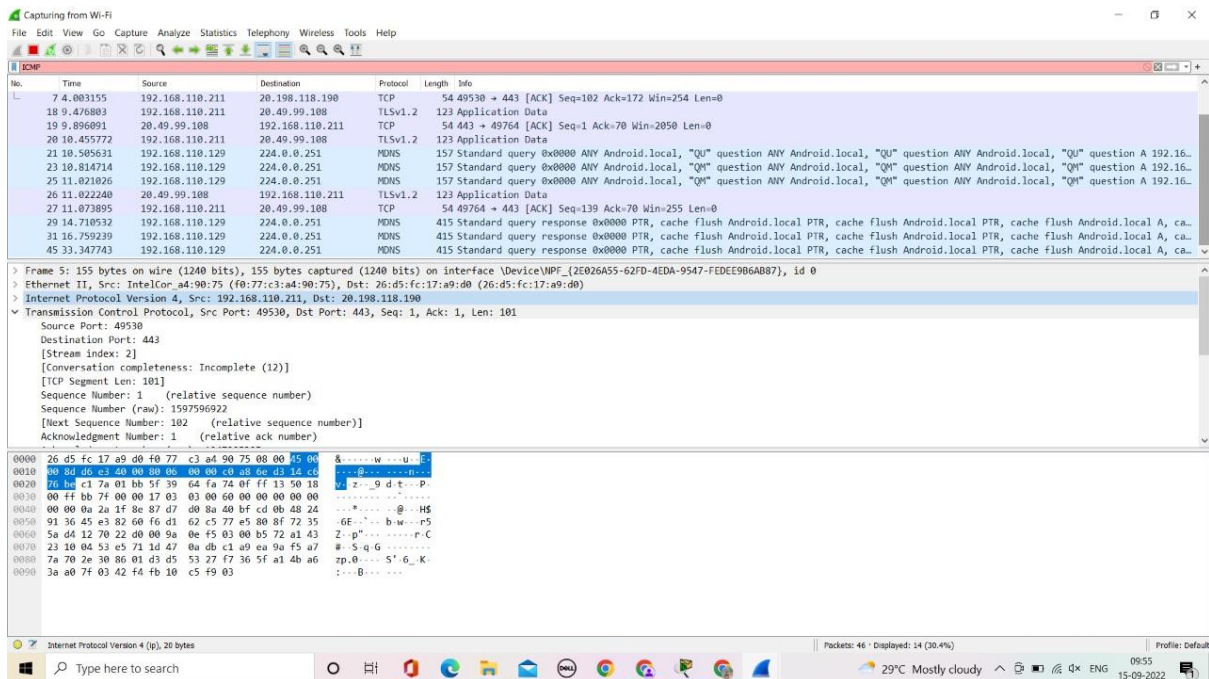 Capturing from Wi-Fi
File Edit View Go Capture Analyze Statistics Telephony Wireless Tools Help
ICMP
No. Time Source Destination Protocol Length Info
7 4.003155 192.168.110.211 20.198.118.190 TCP 54 49530 → 443 [ACK] Seq=102 Ack=172 Win=254 Len=0
18 9.476803 192.168.110.211 20.49.99.108 TLSv1.2 123 Application Data
19 9.896091 20.49.99.108 192.168.110.211 TCP 54 443 → 49764 [ACK] Seq=1 Ack=70 Win=2050 Len=0
20 10.455772 192.168.110.211 20.49.99.108 TLSv1.2 123 Application Data
21 10.505631 192.168.110.129 224.0.0.251 MDNS 157 Standard query 0x0000 ANY Android.local, "QU" question ANY Android.local, "QU" question ANY Android.local, "QU" question A 192.16…
23 10.814714 192.168.110.129 224.0.0.251 MDNS 157 Standard query 0x0000 ANY Android.local, "QM" question ANY Android.local, "QM" question ANY Android.local, "QM" question A 192.16…
25 11.021026 192.168.110.129 224.0.0.251 MDNS 157 Standard query 0x0000 ANY Android.local, "QM" question ANY Android.local, "QM" question ANY Android.local, "QM" question A 192.16…
26 11.022240 20.49.99.108 192.168.110.211 TLSv1.2 123 Application Data
27 11.073895 192.168.110.211 20.49.99.108 TCP 54 49764 → 443 [ACK] Seq=139 Ack=70 Win=255 Len=0
29 14.710532 192.168.110.129 224.0.0.251 MDNS 415 Standard query response 0x0000 PTR, cache flush Android.local PTR, cache flush Android.local PTR, cache flush Android.local A, ca…
31 16.759239 192.168.110.129 224.0.0.251 MDNS 415 Standard query response 0x0000 PTR, cache flush Android.local PTR, cache flush Android.local PTR, cache flush Android.local A, ca…
45 33.347743 192.168.110.129 224.0.0.251 MDNS 415 Standard query response 0x0000 PTR, cache flush Android.local PTR, cache flush Android.local PTR, cache flush Android.local A, ca…
Frame 5: 155 bytes on wire (1240 bits), 155 bytes captured (1240 bits) on interface \Device\NPF_{2E026A55-62FD-4EDA-9547-FEDEE9B6AB87}, id 0
Ethernet II, Src: IntelCor_a4:90:75 (f0:77:c3:a4:90:75), Dst: 26:d5:fc:17:a9:d0 (26:d5:fc:17:a9:d0)
Internet Protocol Version 4, Src: 192.168.110.211, Dst: 20.198.118.190
Transmission Control Protocol, Src Port: 49530, Dst Port: 443, Seq: 1, Ack: 1, Len: 101
Source Port: 49530
Destination Port: 443
[Stream index: 2]
[Conversation completeness: Incomplete (12)]
[TCP Segment Len: 101]
Sequence Number: 1 (relative sequence number)
Sequence Number (raw): 1597596922
[Next Sequence Number: 102 (relative sequence number)]
Acknowledgment Number: 1 (relative ack number)
0000 26 d5 fc 17 a9 d0 f0 77 c3 a4 90 75 08 00 45 00 &······w ···u··E·
0010 00 8d d6 e3 40 00 80 06 00 00 c0 a8 6e d3 14 c6 ····@··· ····n···
0020 76 be c1 7a 01 bb 5f 39 64 fa 74 0f ff 13 50 18 v··z··_9 d·t···P·
0030 00 ff bb 7f 00 00 17 03 03 00 60 00 00 00 00 00 ········ ··`·····
0040 00 00 0a 2a 1f 8e 87 d7 d0 8a 40 bf cd 0b 48 24 ···*···· ··@···H$
0050 91 36 45 e3 82 60 f6 d1 62 c5 77 e5 80 8f 72 35 ·6E··`·· b·w···r5
0060 5a d4 12 70 22 d0 00 9a 0e f5 03 00 b5 72 a1 43 Z··p"··· ·····r·C
0070 23 10 04 53 e5 71 1d 47 0a db c1 a9 ea 9a f5 a7 #··S·q·G ········
0080 7a 70 2e 30 86 01 d3 d5 53 27 f7 36 5f a1 4b a6 zp.0···· S'·6_·K·
0090 3a a0 7f 03 42 f4 fb 10 c5 f9 03 :···B··· ···
Internet Protocol Version 4 (ip), 20 bytes
Packets: 46 · Displayed: 14 (30.4%)
Profile: Default
Type here to search
DELL
29°C Mostly cloudy
ENG
09:55
15-09-2022